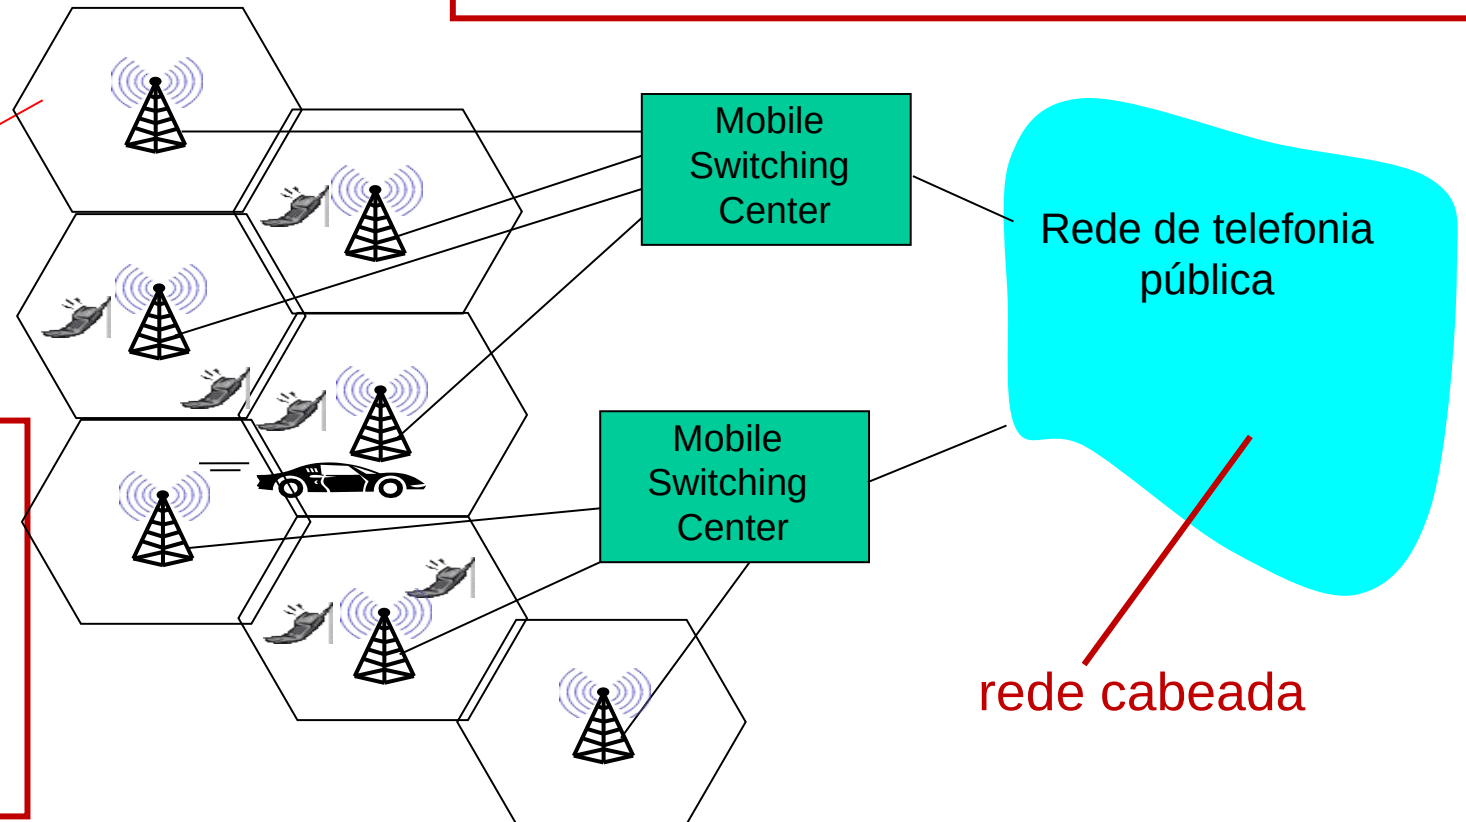 Mobile
Switching
Center
Rede de telefonia
pública
Mobile
Switching
Center
rede cabeada